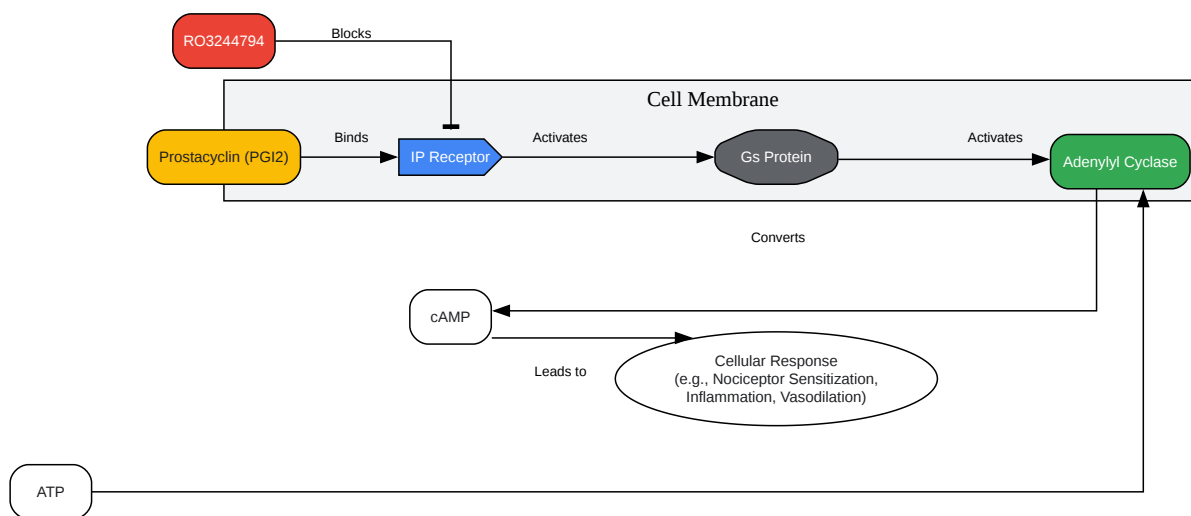 RO3244794
Blocks
Cell Membrane
Prostacyclin (PGI2)
Binds
IP Receptor
Activates
Gs Protein
Activates
Adenylyl Cyclase
Converts
cAMP
Leads to
Cellular Response
(e.g., Nociceptor Sensitization,
Inflammation, Vasodilation)
ATP